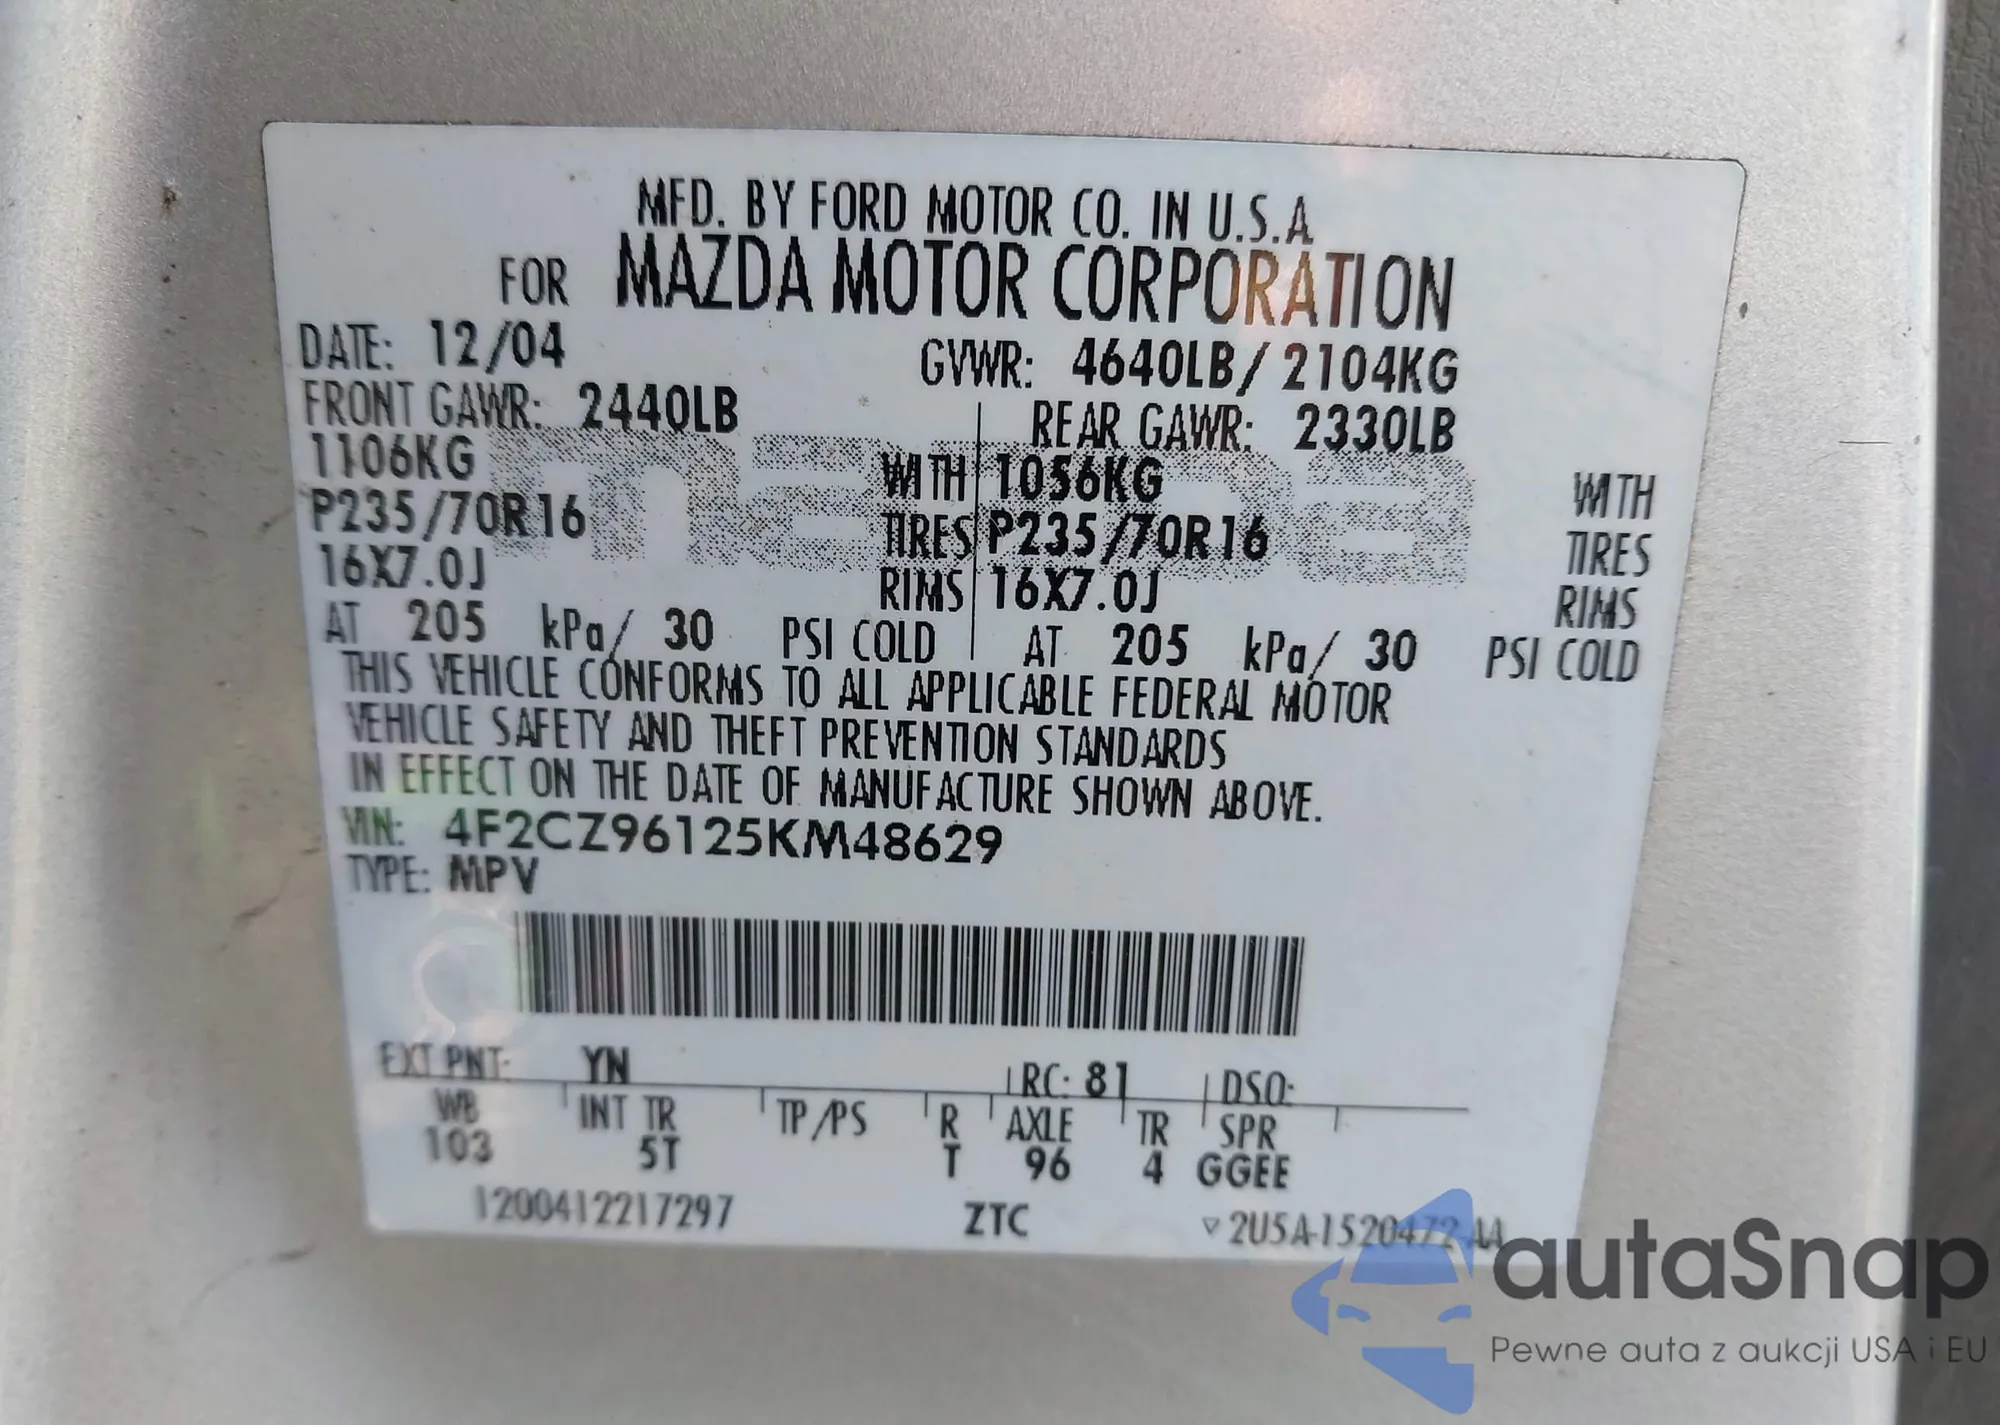 MFD. BY FORD MOTOR CO. IN U.S.A
FOR MAZDA MOTOR CORPORATION
DATE: 12/04 GVWR: 4640LB/2104KG
FRONT GAWR: 2440LB REAR GAWR: 2330LB
1106KG WITH 1056KG WITH
P235/70R16 TIRES P235/70R16 TIRES
16X7.0J RIMS 16X7.0J RIMS
AT 205 kPa/ 30 PSI COLD AT 205 kPa/ 30 PSI COLD
THIS VEHICLE CONFORMS TO ALL APPLICABLE FEDERAL MOTOR
VEHICLE SAFETY AND THEFT PREVENTION STANDARDS
IN EFFECT ON THE DATE OF MANUFACTURE SHOWN ABOVE.
VIN: 4F2CZ96125KM48629
TYPE: MPV
EXT PNT: YN RC: 81 DSO:
WB INT TR TP/PS R AXLE TR SPR
103 5T T 96 4 GGEE
1200412217297 ZTC ▽2U5A-1520472-AA
autaSnap
Pewne auta z aukcji USA i EU